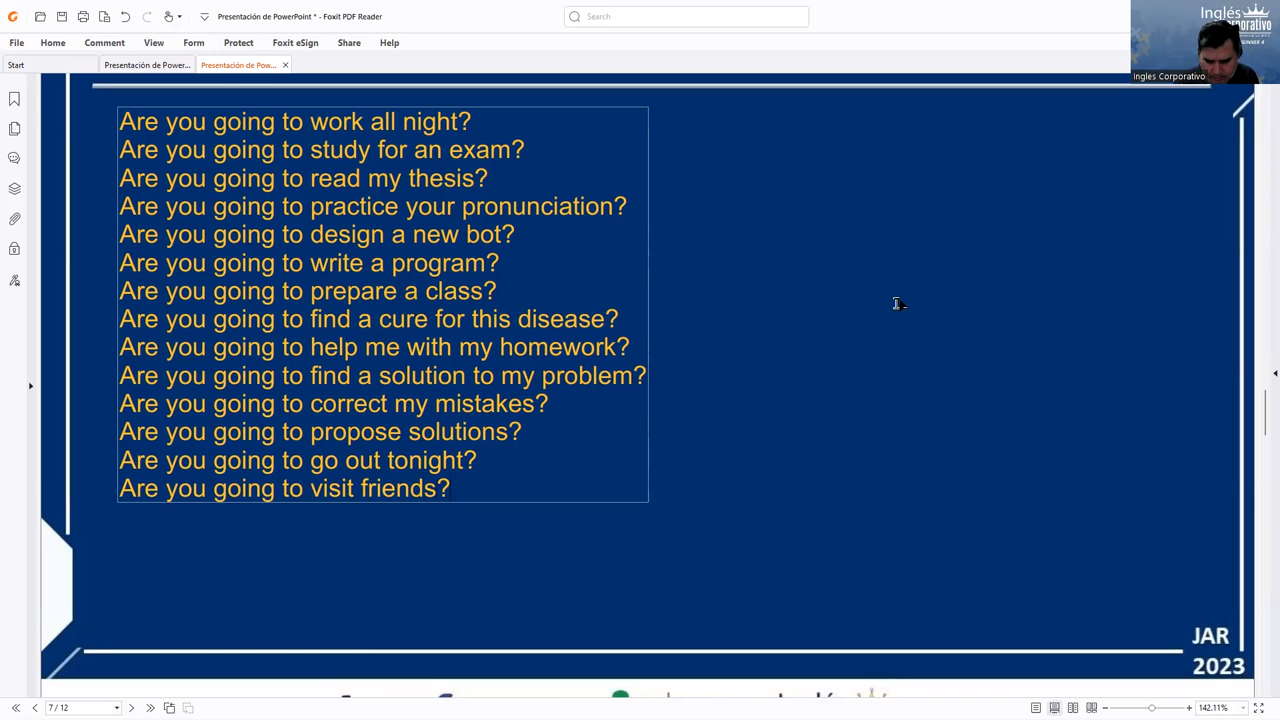 Presentación de PowerPoint * - Foxit PDF Reader
Search
Inglés
Corporativo
File Home Comment View Form Protect Foxit eSign Share Help
Ingles Corporativo
Start Presentación de Power... Presentación de Pow...
Are you going to work all night?
Are you going to study for an exam?
Are you going to read my thesis?
Are you going to practice your pronunciation?
Are you going to design a new bot?
Are you going to write a program?
Are you going to prepare a class?
Are you going to find a cure for this disease?
Are you going to help me with my homework?
Are you going to find a solution to my problem?
Are you going to correct my mistakes?
Are you going to propose solutions?
Are you going to go out tonight?
Are you going to visit friends?
JAR
2023
7 / 12
142.11%